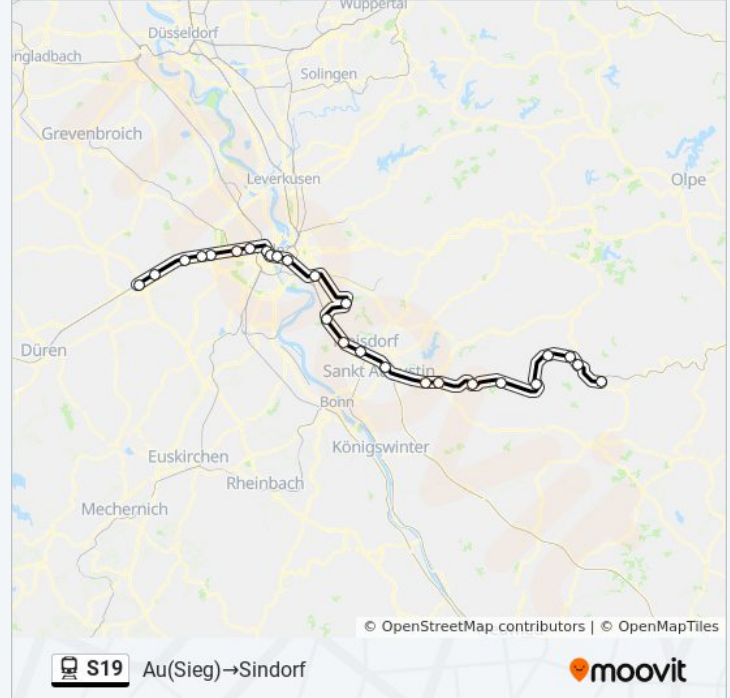 Wuppertal
Düsseldorf
engladbach
Solingen
Grevenbroich
Leverkusen
Olpe
isdorf
Düren
Sankt Augustin
Bonn
Königswinter
Euskirchen
Rheinbach
Mechernich
© OpenStreetMap contributors | © OpenMapTiles
S19 Au(Sieg)→Sindorf
moovit